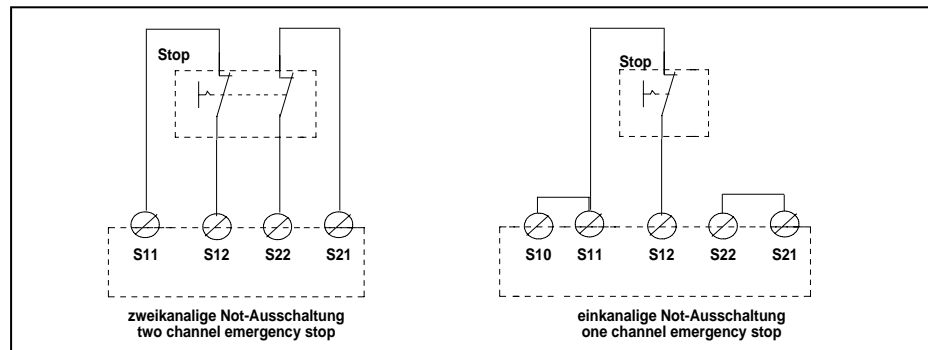 Stop
S11 S12 S22 S21
zweikanalige Not-Ausschaltung
two channel emergency stop
Stop
S10 S11 S12 S22 S21
einkanalige Not-Ausschaltung
one channel emergency stop